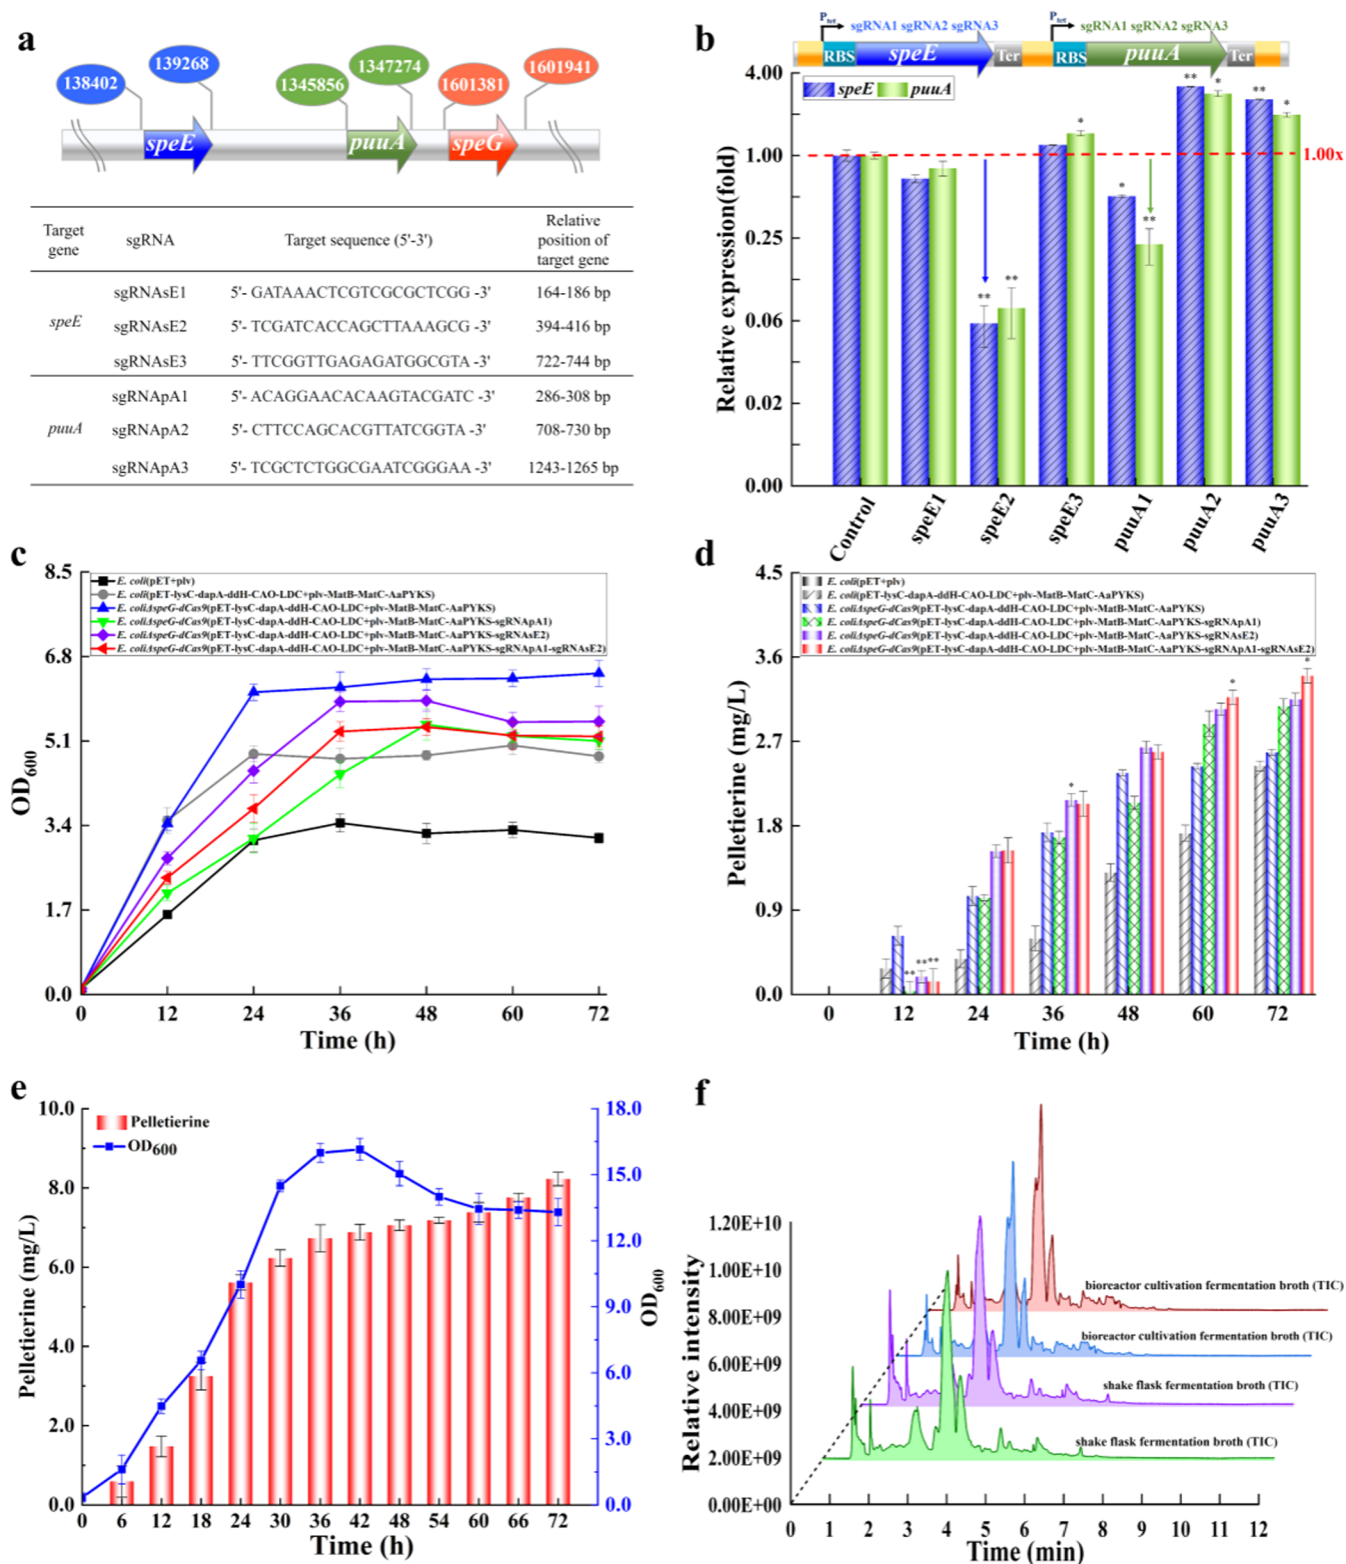 a
138402
139268
1345856
1347274
1601381
1601941
speE
puuA
speG
Target gene
sgRNA
Target sequence (5'-3')
Relative position of target gene
speE
sgRNAsE1 5'- GATAAACTCGTCGCGCTCGG -3' 164-186 bp
sgRNAsE2 5'- TCGATCACCAGCTTAAAGCG -3' 394-416 bp
sgRNAsE3 5'- TTCGGTTGAGAGATGGCGTA -3' 722-744 bp
puuA
sgRNApA1 5'- ACAGGAACACAAGTACGATC -3' 286-308 bp
sgRNApA2 5'- CTTCCAGCACGTTATCGGTA -3' 708-730 bp
sgRNApA3 5'- TCGCTCTGGCGAATCGGGAA -3' 1243-1265 bp
b
Ptet sgRNA1 sgRNA2 sgRNA3
Ptet sgRNA1 sgRNA2 sgRNA3
RBS speE Ter RBS puuA Ter
speE puuA
Relative expression(fold)
4.00
1.00
0.25
0.06
0.02
0.00
1.00x
** * ** *
*
* **
** **
Control speE1 speE2 speE3 puuA1 puuA2 puuA3
c
E. coli(pET+plv)
E. coli(pET-lysC-dapA-ddH-CAO-LDC+plv-MatB-MatC-AaPYKS)
E. coliΔspeG-dCas9(pET-lysC-dapA-ddH-CAO-LDC+plv-MatB-MatC-AaPYKS)
E. coliΔspeG-dCas9(pET-lysC-dapA-ddH-CAO-LDC+plv-MatB-MatC-AaPYKS-sgRNApA1)
E. coliΔspeG-dCas9(pET-lysC-dapA-ddH-CAO-LDC+plv-MatB-MatC-AaPYKS-sgRNAsE2)
E. coliΔspeG-dCas9(pET-lysC-dapA-ddH-CAO-LDC+plv-MatB-MatC-AaPYKS-sgRNApA1-sgRNAsE2)
OD600
8.5
6.8
5.1
3.4
1.7
0.0
0 12 24 36 48 60 72
Time (h)
d
E. coli(pET+plv)
E. coli(pET-lysC-dapA-ddH-CAO-LDC+plv-MatB-MatC-AaPYKS)
E. coliΔspeG-dCas9(pET-lysC-dapA-ddH-CAO-LDC+plv-MatB-MatC-AaPYKS)
E. coliΔspeG-dCas9(pET-lysC-dapA-ddH-CAO-LDC+plv-MatB-MatC-AaPYKS-sgRNApA1)
E. coliΔspeG-dCas9(pET-lysC-dapA-ddH-CAO-LDC+plv-MatB-MatC-AaPYKS-sgRNAsE2)
E. coliΔspeG-dCas9(pET-lysC-dapA-ddH-CAO-LDC+plv-MatB-MatC-AaPYKS-sgRNApA1-sgRNAsE2)
Pelletierine (mg/L)
4.5
3.6
2.7
1.8
0.9
0.0
** ** ** * * *
0 12 24 36 48 60 72
Time (h)
e
Pelletierine
OD600
Pelletierine (mg/L)
10.0
8.0
6.0
4.0
2.0
0.0
18.0
15.0
12.0
9.0
6.0
3.0
0.0
OD600
0 6 12 18 24 30 36 42 48 54 60 66 72
Time (h)
f
Relative intensity
1.20E+10
1.00E+10
8.00E+09
6.00E+09
4.00E+09
2.00E+09
0.00E+00
bioreactor cultivation fermentation broth (TIC)
bioreactor cultivation fermentation broth (TIC)
shake flask fermentation broth (TIC)
shake flask fermentation broth (TIC)
0 1 2 3 4 5 6 7 8 9 10 11 12
Time (min)